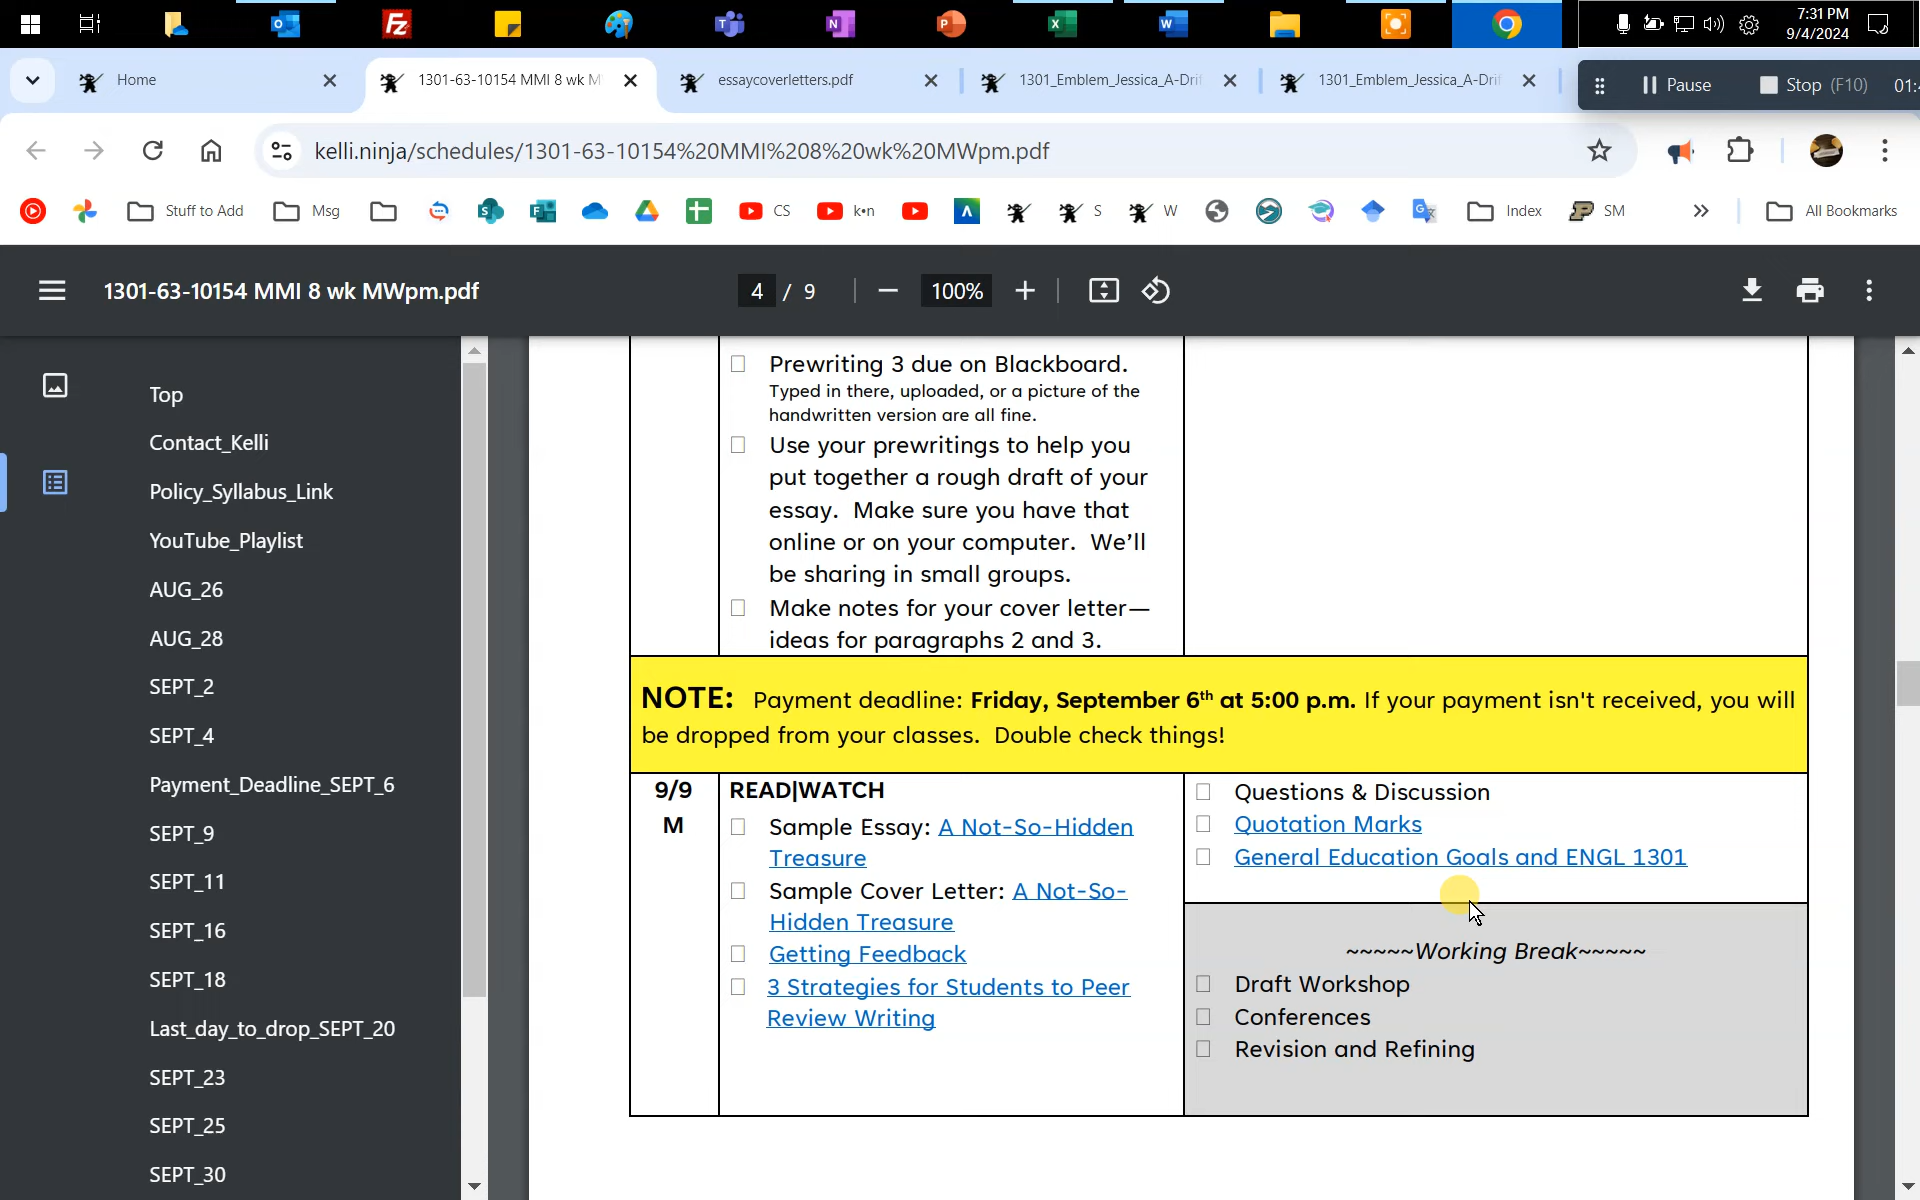 7:31 PM
9/4/2024
Home
1301-63-10154 MMI 8 wk M
essaycoverletters.pdf
1301_Emblem_Jessica_A-Drif
1301_Emblem_Jessica_A-Drif
Pause
Stop (F10)
01:4
kelli.ninja/schedules/1301-63-10154%20MMI%208%20wk%20MWpm.pdf
Stuff to Add
Msg
CS
k•n
S
W
Index
SM
All Bookmarks
1301-63-10154 MMI 8 wk MWpm.pdf
4 / 9
100%
Top
Contact_Kelli
Policy_Syllabus_Link
YouTube_Playlist
AUG_26
AUG_28
SEPT_2
SEPT_4
Payment_Deadline_SEPT_6
SEPT_9
SEPT_11
SEPT_16
SEPT_18
Last_day_to_drop_SEPT_20
SEPT_23
SEPT_25
SEPT_30
Prewriting 3 due on Blackboard.
Typed in there, uploaded, or a picture of the
handwritten version are all fine.
Use your prewritings to help you
put together a rough draft of your
essay. Make sure you have that
online or on your computer. We’ll
be sharing in small groups.
Make notes for your cover letter—
ideas for paragraphs 2 and 3.
NOTE: Payment deadline: Friday, September 6th at 5:00 p.m. If your payment isn't received, you will
be dropped from your classes. Double check things!
9/9
M
READ|WATCH
Sample Essay: A Not-So-Hidden
Treasure
Sample Cover Letter: A Not-So-
Hidden Treasure
Getting Feedback
3 Strategies for Students to Peer
Review Writing
Questions & Discussion
Quotation Marks
General Education Goals and ENGL 1301
~~~~~Working Break~~~~~
Draft Workshop
Conferences
Revision and Refining